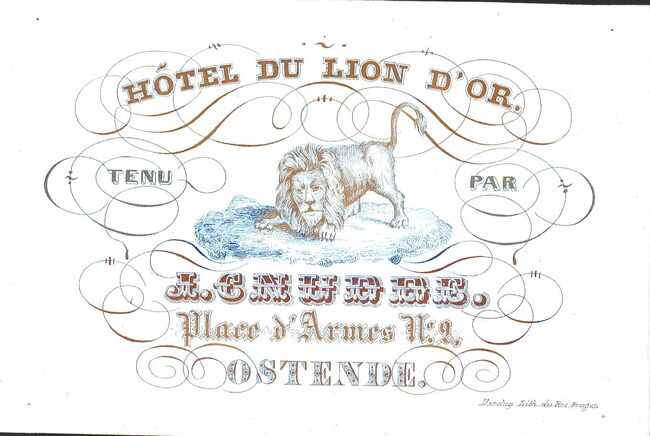 HÔTEL DU LION D'OR.
TENU PAR
Place d'Armes N.º 2,
OSTENDE.
Daveluy Lith. du Roi, Bruges.